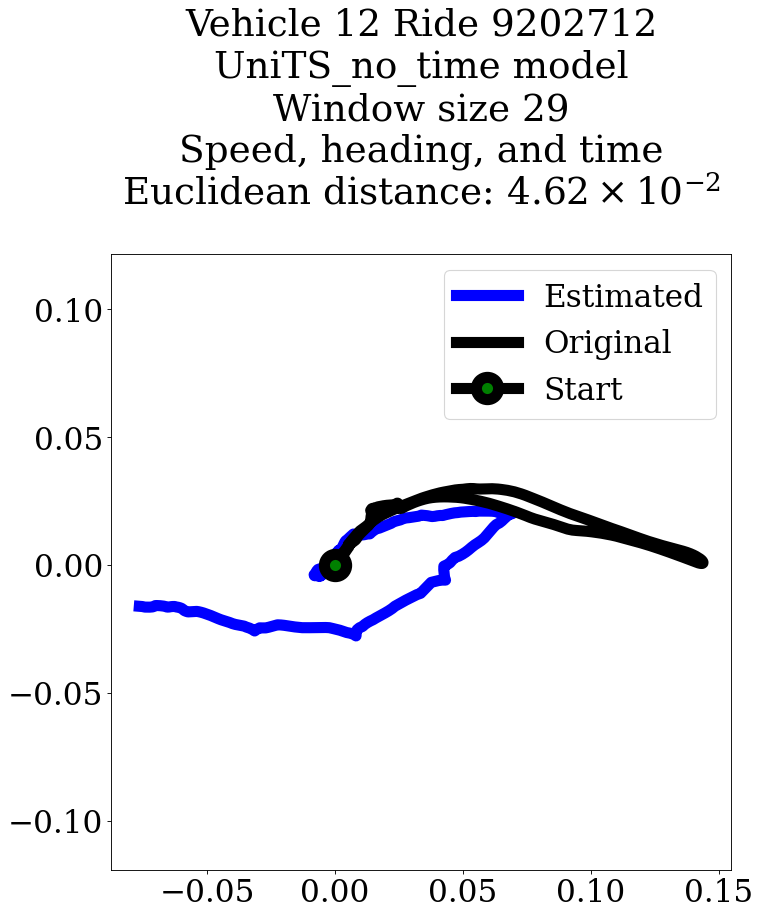 Vehicle 12 Ride 9202712
UniTS_no_time model
Window size 29
Speed, heading, and time
Euclidean distance: 4.62 × 10⁻²
Estimated
Original
Start
0.10
0.05
0.00
−0.05
−0.10
−0.05 0.00 0.05 0.10 0.15